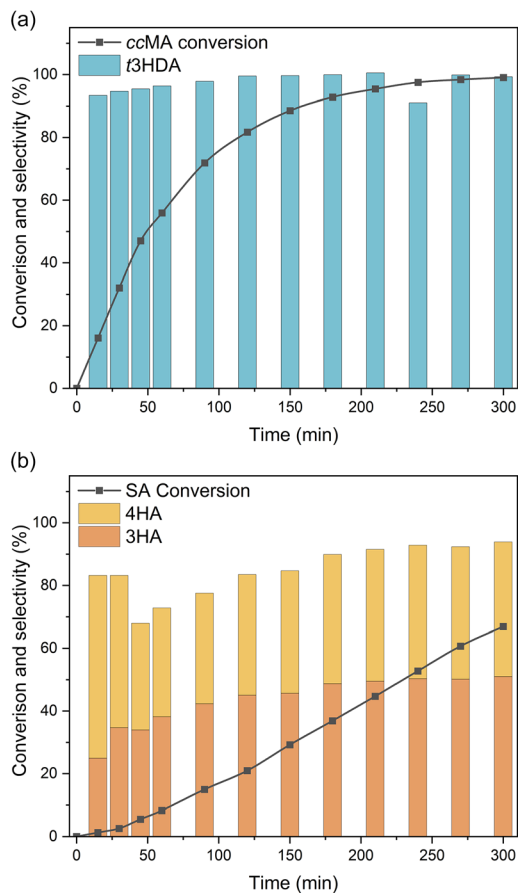 (a)
ccMA conversion
t3HDA
100
80
60
40
20
0
Converison and selectivity (%)
0 50 100 150 200 250 300
Time (min)
(b)
SA Conversion
4HA
3HA
100
80
60
40
20
0
Converison and selectivity (%)
0 50 100 150 200 250 300
Time (min)